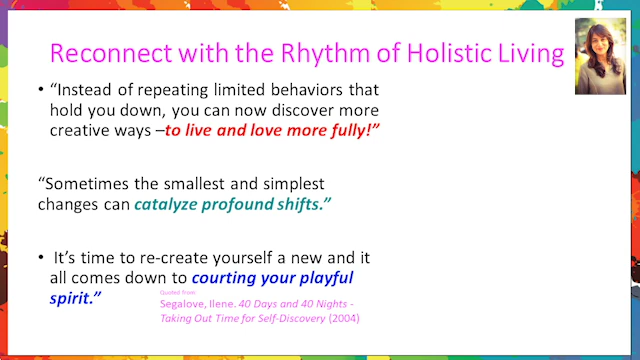 Reconnect with the Rhythm of Holistic Living
• “Instead of repeating limited behaviors that
hold you down, you can now discover more
creative ways –to live and love more fully!”
“Sometimes the smallest and simplest
changes can catalyze profound shifts.”
• It’s time to re-create yourself a new and it
all comes down to courting your playful
spirit.”
Quoted from:
Segalove, Ilene. 40 Days and 40 Nights -
Taking Out Time for Self-Discovery (2004)